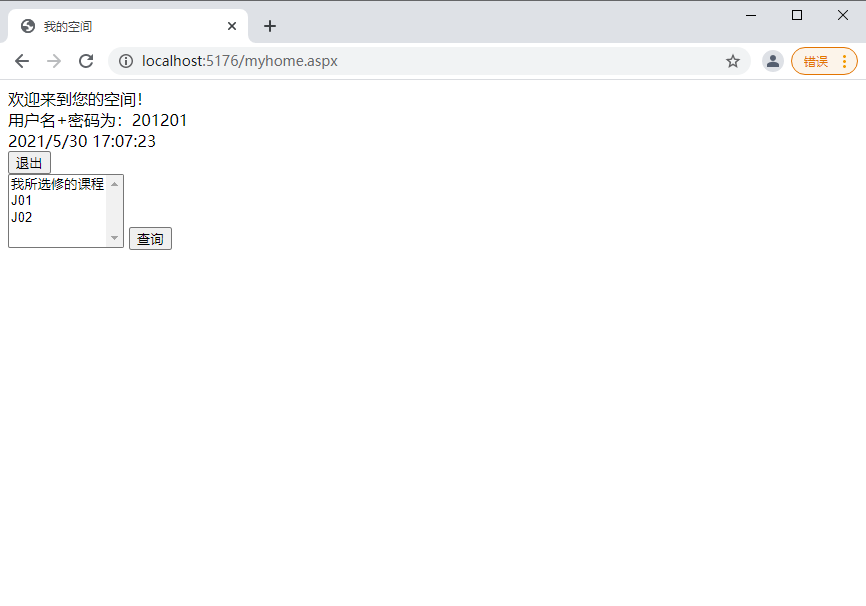 我的空间
localhost:5176/myhome.aspx
错误
欢迎来到您的空间！
用户名+密码为：201201
2021/5/30 17:07:23
退出
我所选修的课程
J01
J02
查询